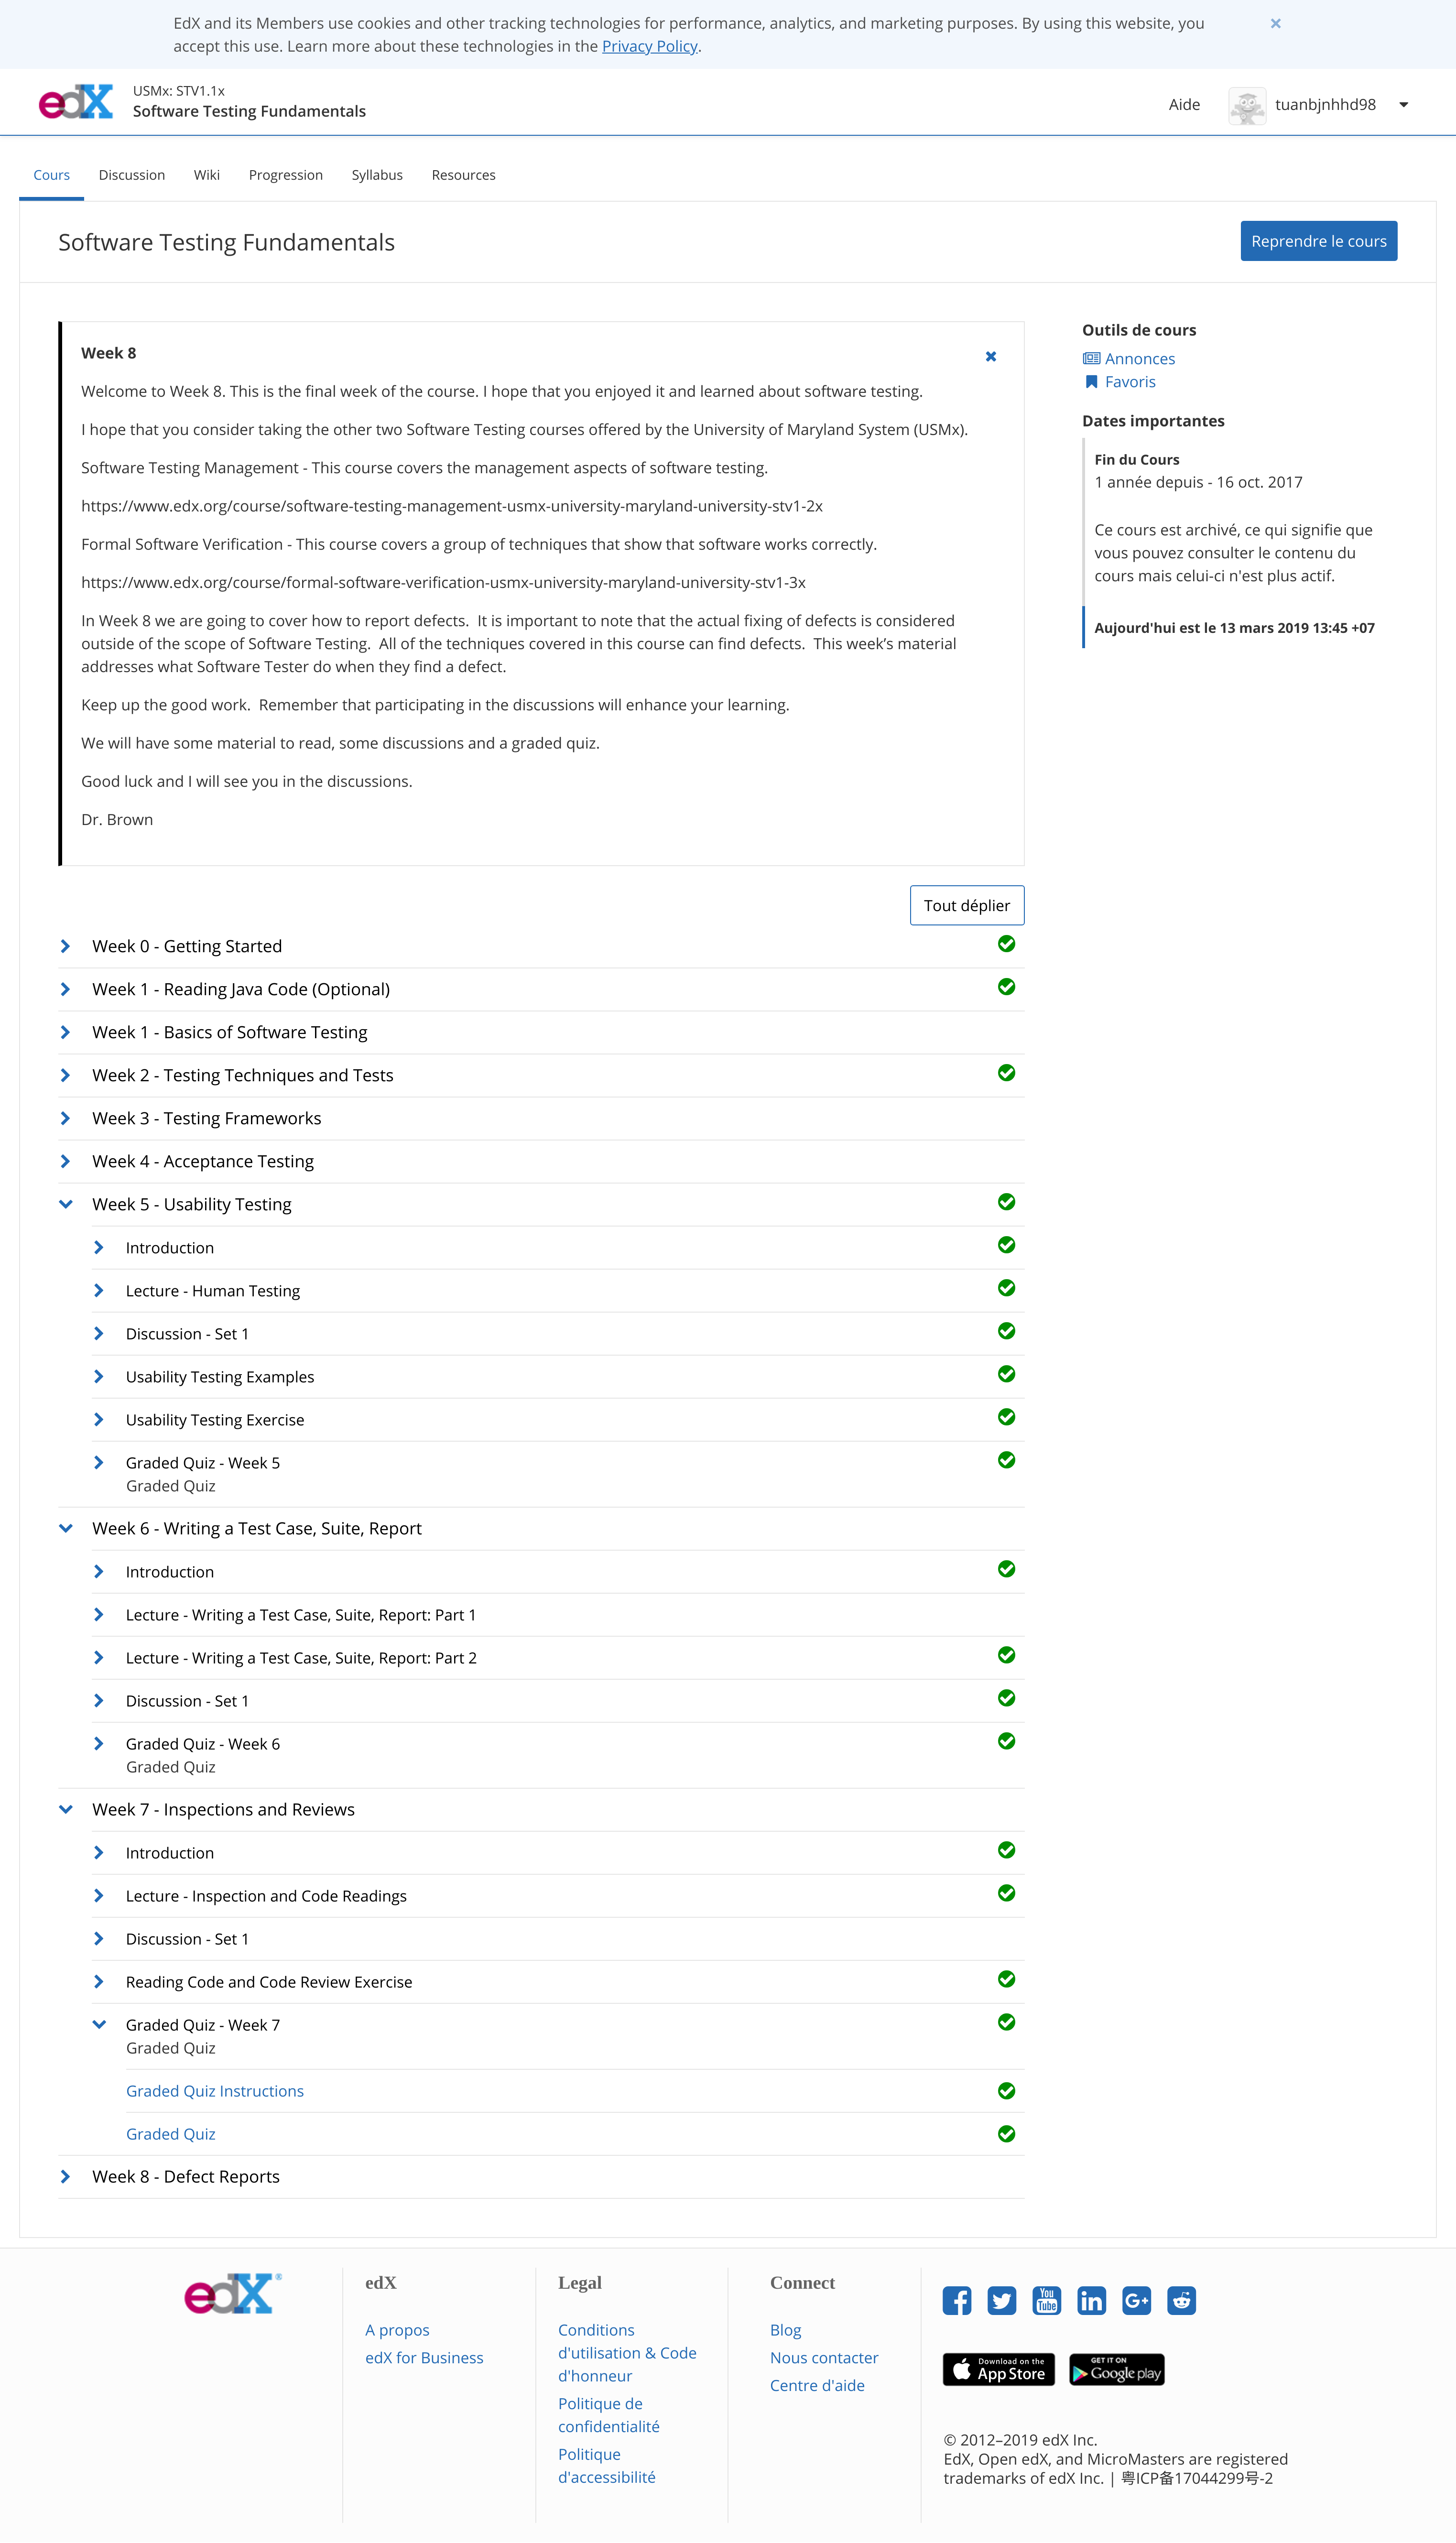 EdX and its Members use cookies and other tracking technologies for performance, analytics, and marketing purposes. By using this website, you
accept this use. Learn more about these technologies in the Privacy Policy.
edX
USMx: STV1.1x
Software Testing Fundamentals
Aide
tuanbjnhhd98
Cours
Discussion
Wiki
Progression
Syllabus
Resources
Software Testing Fundamentals
Reprendre le cours
Week 8
Welcome to Week 8. This is the final week of the course. I hope that you enjoyed it and learned about software testing.
I hope that you consider taking the other two Software Testing courses offered by the University of Maryland System (USMx).
Software Testing Management - This course covers the management aspects of software testing.
https://www.edx.org/course/software-testing-management-usmx-university-maryland-university-stv1-2x
Formal Software Verification - This course covers a group of techniques that show that software works correctly.
https://www.edx.org/course/formal-software-verification-usmx-university-maryland-university-stv1-3x
In Week 8 we are going to cover how to report defects.  It is important to note that the actual fixing of defects is considered
outside of the scope of Software Testing.  All of the techniques covered in this course can find defects.  This week’s material
addresses what Software Tester do when they find a defect.
Keep up the good work.  Remember that participating in the discussions will enhance your learning.
We will have some material to read, some discussions and a graded quiz.
Good luck and I will see you in the discussions.
Dr. Brown
Outils de cours
Annonces
Favoris
Dates importantes
Fin du Cours
1 année depuis - 16 oct. 2017
Ce cours est archivé, ce qui signifie que
vous pouvez consulter le contenu du
cours mais celui-ci n'est plus actif.
Aujourd'hui est le 13 mars 2019 13:45 +07
Tout déplier
Week 0 - Getting Started
Week 1 - Reading Java Code (Optional)
Week 1 - Basics of Software Testing
Week 2 - Testing Techniques and Tests
Week 3 - Testing Frameworks
Week 4 - Acceptance Testing
Week 5 - Usability Testing
Introduction
Lecture - Human Testing
Discussion - Set 1
Usability Testing Examples
Usability Testing Exercise
Graded Quiz - Week 5
Graded Quiz
Week 6 - Writing a Test Case, Suite, Report
Introduction
Lecture - Writing a Test Case, Suite, Report: Part 1
Lecture - Writing a Test Case, Suite, Report: Part 2
Discussion - Set 1
Graded Quiz - Week 6
Graded Quiz
Week 7 - Inspections and Reviews
Introduction
Lecture - Inspection and Code Readings
Discussion - Set 1
Reading Code and Code Review Exercise
Graded Quiz - Week 7
Graded Quiz
Graded Quiz Instructions
Graded Quiz
Week 8 - Defect Reports
edX®
edX
A propos
edX for Business
Legal
Conditions
d'utilisation & Code
d'honneur
Politique de
confidentialité
Politique
d'accessibilité
Connect
Blog
Nous contacter
Centre d'aide
You
Tube
in
G+
Download on the
App Store
GET IT ON
Google play
© 2012–2019 edX Inc.
EdX, Open edX, and MicroMasters are registered
trademarks of edX Inc. | 粤ICP备17044299号-2